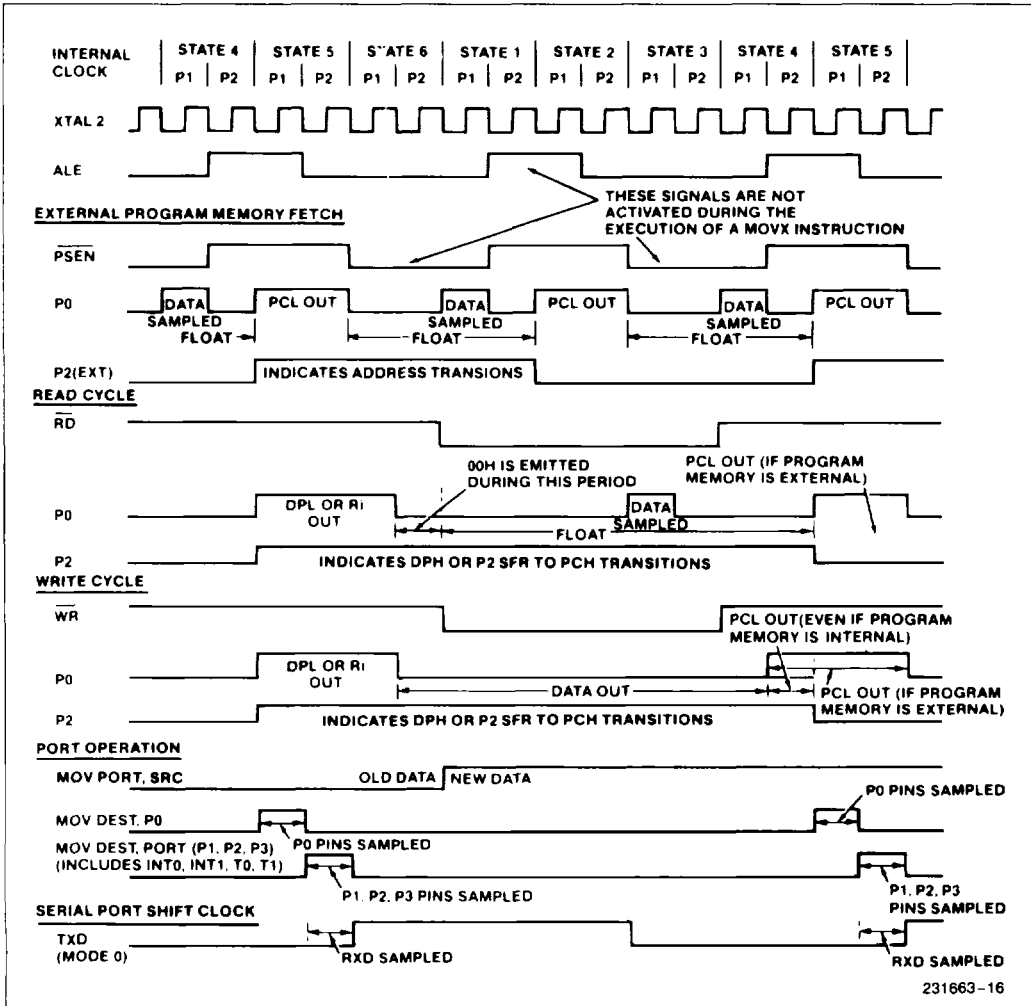 INTERNAL CLOCK
STATE 4 STATE 5 STATE 6 STATE 1 STATE 2 STATE 3 STATE 4 STATE 5
P1 P2 P1 P2 P1 P2 P1 P2 P1 P2 P1 P2 P1 P2 P1 P2
XTAL 2
ALE
THESE SIGNALS ARE NOT
ACTIVATED DURING THE
EXECUTION OF A MOVX INSTRUCTION
EXTERNAL PROGRAM MEMORY FETCH
PSEN
P0
DATA PCL OUT DATA PCL OUT DATA PCL OUT
SAMPLED SAMPLED SAMPLED
FLOAT FLOAT FLOAT
P2(EXT)
INDICATES ADDRESS TRANSIONS
READ CYCLE
RD
00H IS EMITTED
DURING THIS PERIOD
PCL OUT (IF PROGRAM
MEMORY IS EXTERNAL)
P0
DPL OR Ri
OUT
DATA
SAMPLED
FLOAT
P2
INDICATES DPH OR P2 SFR TO PCH TRANSITIONS
WRITE CYCLE
WR
PCL OUT(EVEN IF PROGRAM
MEMORY IS INTERNAL)
P0
DPL OR Ri
OUT
DATA OUT
PCL OUT (IF PROGRAM
MEMORY IS EXTERNAL)
P2
INDICATES DPH OR P2 SFR TO PCH TRANSITIONS
PORT OPERATION
MOV PORT, SRC
OLD DATA NEW DATA
P0 PINS SAMPLED
MOV DEST, P0
P0 PINS SAMPLED
MOV DEST, PORT (P1, P2, P3)
(INCLUDES INT0, INT1, T0, T1)
P1, P2, P3 PINS SAMPLED
P1, P2, P3
PINS SAMPLED
SERIAL PORT SHIFT CLOCK
TXD
(MODE 0)
RXD SAMPLED
RXD SAMPLED
231663-16